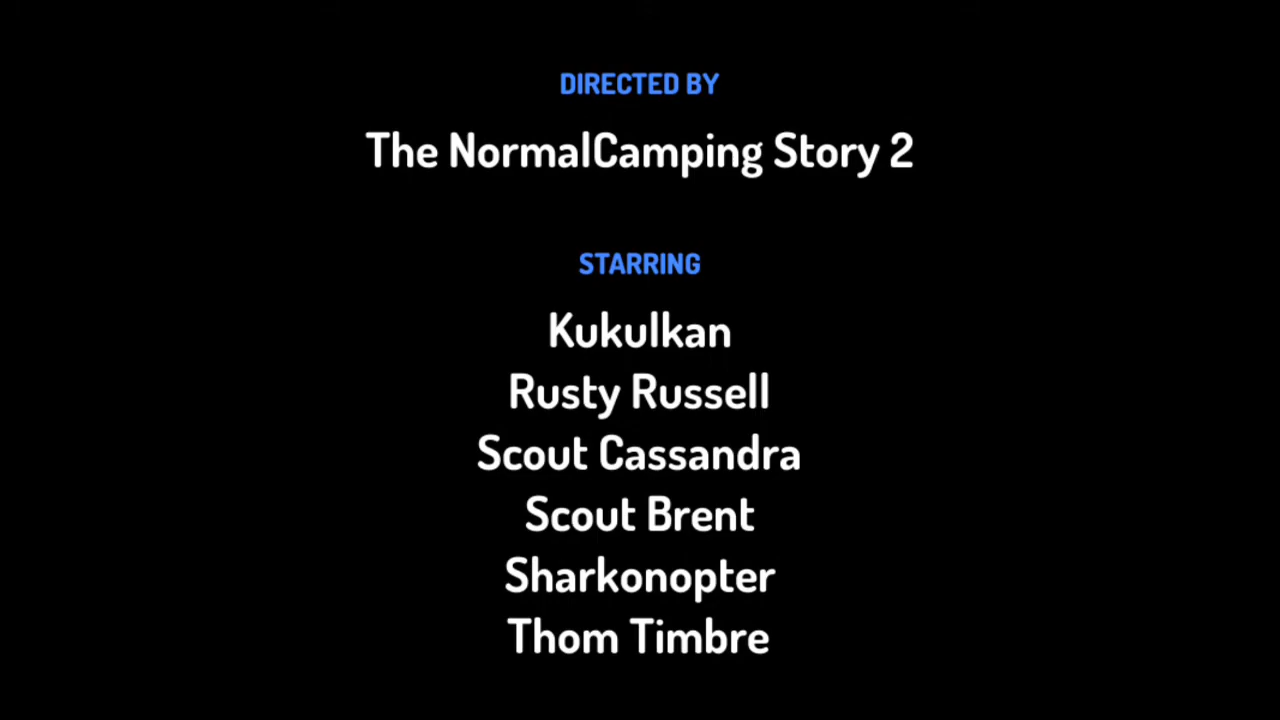 DIRECTED BY
The NormalCamping Story 2
STARRING
Kukulkan
Rusty Russell
Scout Cassandra
Scout Brent
Sharkonopter
Thom Timbre